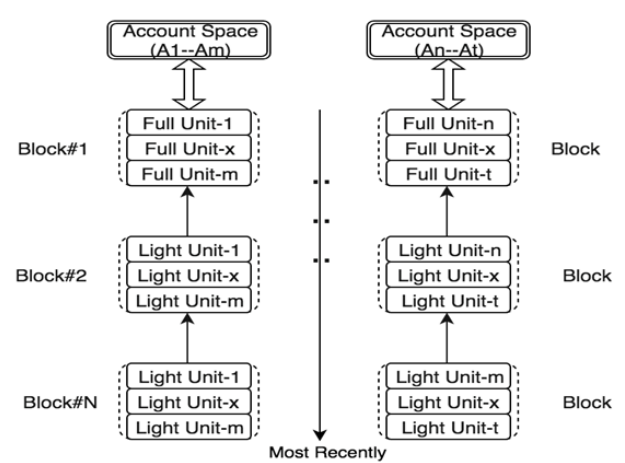 Account Space
(A1--Am)
Account Space
(An--At)
Block#1
Full Unit-1
Full Unit-x
Full Unit-m
Full Unit-n
Full Unit-x
Full Unit-t
Block
Block#2
Light Unit-1
Light Unit-x
Light Unit-m
Light Unit-n
Light Unit-x
Light Unit-t
Block
Block#N
Light Unit-1
Light Unit-x
Light Unit-m
Light Unit-m
Light Unit-x
Light Unit-t
Block
Most Recently